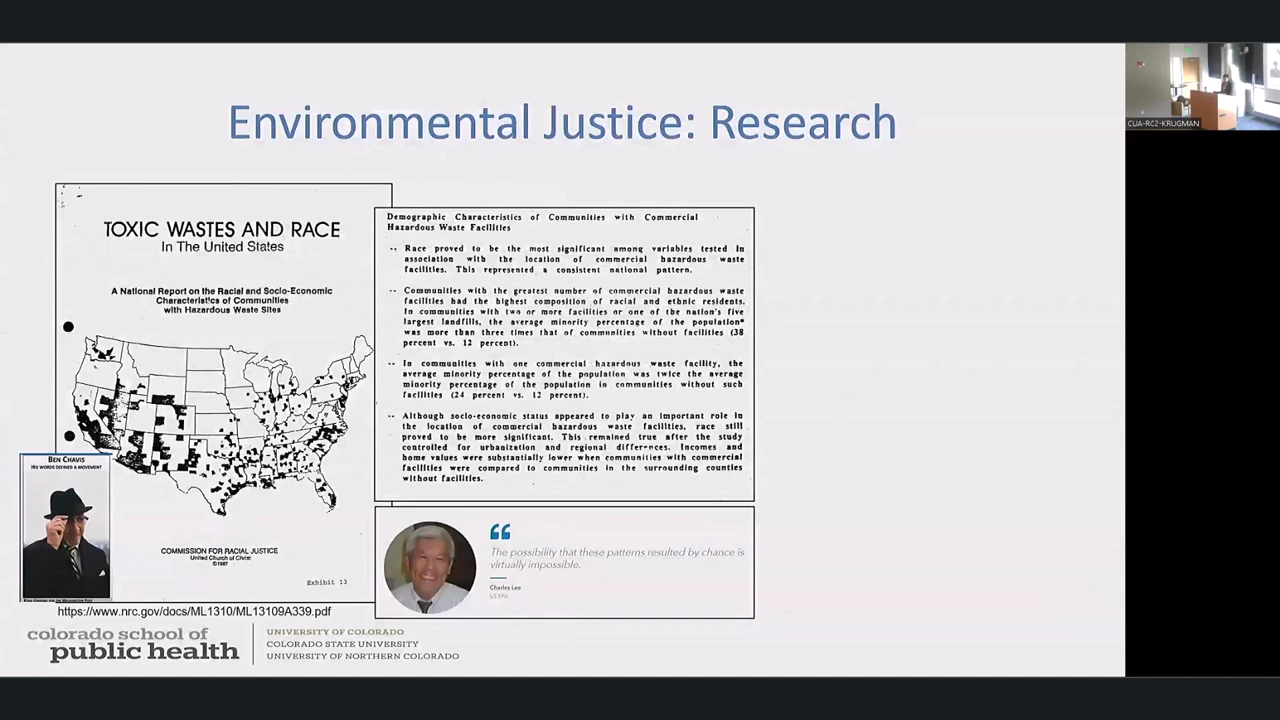 Environmental Justice: Research
TOXIC WASTES AND RACE
In The United States
A National Report on the Racial and Socio-Economic
Characteristics of Communities
with Hazardous Waste Sites
COMMISSION FOR RACIAL JUSTICE
United Church of Christ
©1987
Exhibit 13
BEN CHAVIS
HIS WORDS DEFINED A MOVEMENT
https://www.nrc.gov/docs/ML1310/ML13109A339.pdf
Demographic Characteristics of Communities with Commercial
Hazardous Waste Facilities
-- Race proved to be the most significant among variables tested in
association with the location of commercial hazardous waste
facilities. This represented a consistent national pattern.
-- Communities with the greatest number of commercial hazardous waste
facilities had the highest composition of racial and ethnic residents.
In communities with two or more facilities or one of the nation's five
largest landfills, the average minority percentage of the population*
was more than three times that of communities without facilities (38
percent vs. 12 percent).
-- In communities with one commercial hazardous waste facility, the
average minority percentage of the population was twice the average
minority percentage of the population in communities without such
facilities (24 percent vs. 12 percent).
-- Although socio-economic status appeared to play an important role in
the location of commercial hazardous waste facilities, race still
proved to be more significant. This remained true after the study
controlled for urbanization and regional differences. Incomes and
home values were substantially lower when communities with commercial
facilities were compared to communities in the surrounding counties
without facilities.
“
The possibility that these patterns resulted by chance is
virtually impossible.
Charles Lee
US EPA
colorado school of
public health
UNIVERSITY OF COLORADO
COLORADO STATE UNIVERSITY
UNIVERSITY OF NORTHERN COLORADO
CUA-RC2-KRUGMAN